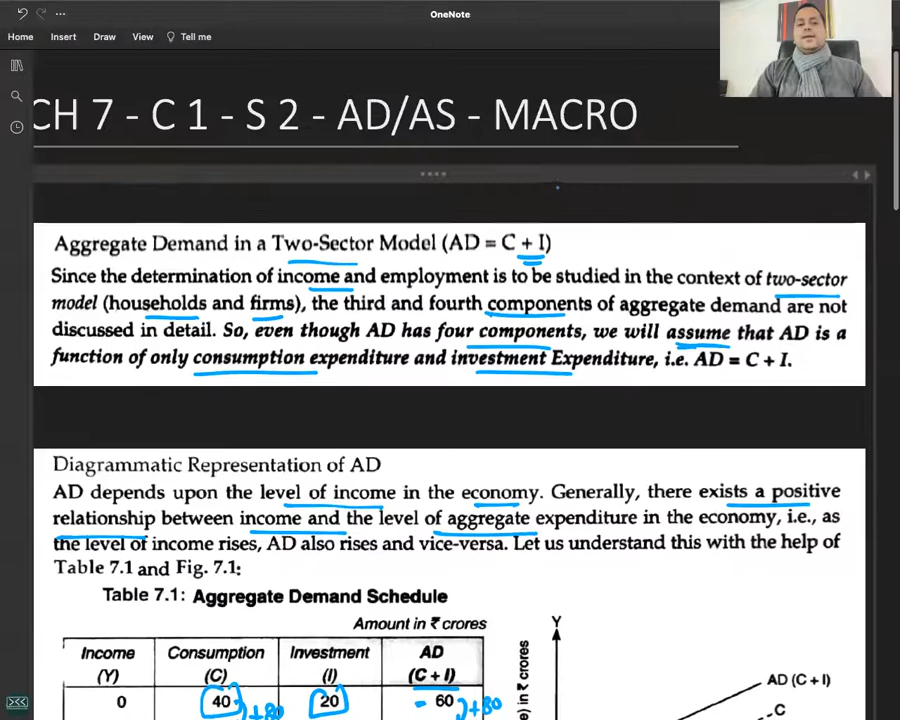 OneNote
Home Insert Draw View Tell me
CH 7 - C 1 - S 2 - AD/AS - MACRO
Aggregate Demand in a Two-Sector Model (AD = C + I)
Since the determination of income and employment is to be studied in the context of two-sector
model (households and firms), the third and fourth components of aggregate demand are not
discussed in detail. So, even though AD has four components, we will assume that AD is a
function of only consumption expenditure and investment Expenditure, i.e. AD = C + I.
Diagrammatic Representation of AD
AD depends upon the level of income in the economy. Generally, there exists a positive
relationship between income and the level of aggregate expenditure in the economy, i.e., as
the level of income rises, AD also rises and vice-versa. Let us understand this with the help of
Table 7.1 and Fig. 7.1:
Table 7.1: Aggregate Demand Schedule
Amount in ₹ crores
Income Consumption Investment AD
(Y) (C) (I) (C + I)
0 40 +80 20 = 60 +80
Y
e) in ₹ crores
AD (C + I)
C